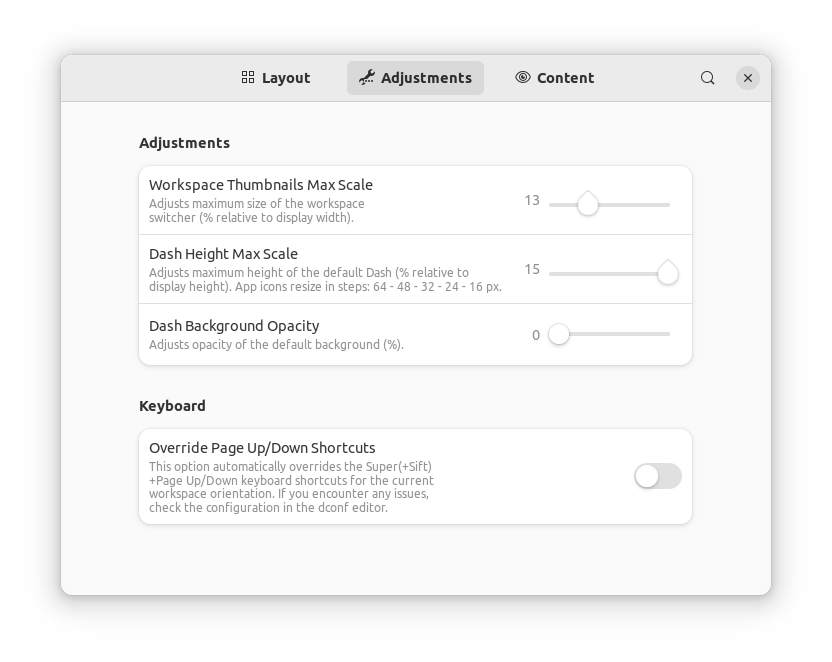 Layout
Adjustments
Content
Adjustments
Workspace Thumbnails Max Scale
Adjusts maximum size of the workspace
switcher (% relative to display width).
13
Dash Height Max Scale
Adjusts maximum height of the default Dash (% relative to
display height). App icons resize in steps: 64 - 48 - 32 - 24 - 16 px.
15
Dash Background Opacity
Adjusts opacity of the default background (%).
0
Keyboard
Override Page Up/Down Shortcuts
This option automatically overrides the Super(+Sift)
+Page Up/Down keyboard shortcuts for the current
workspace orientation. If you encounter any issues,
check the configuration in the dconf editor.